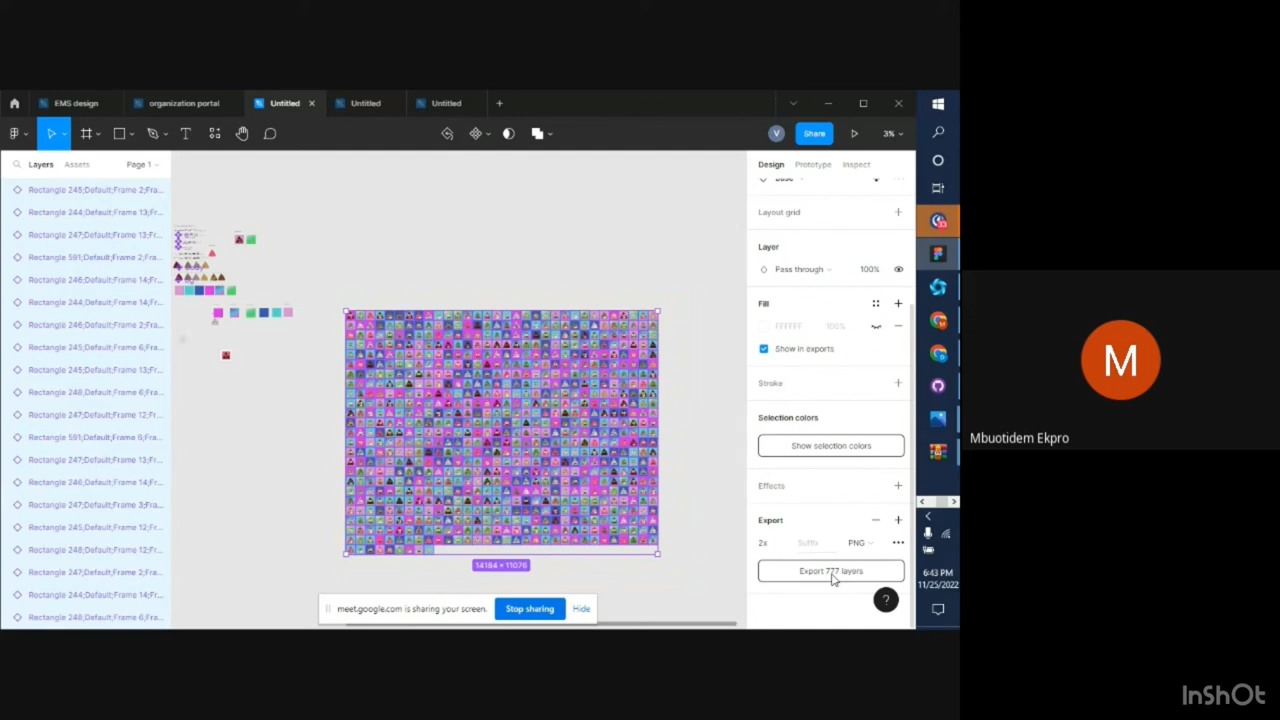 EMS design
organization portal
Untitled
Untitled
Untitled
Share
3%
V
Layers
Assets
Page 1
Design
Prototype
Inspect
Rectangle 245;Default;Frame 2;Fra...
Rectangle 244;Default;Frame 13;Fr...
Rectangle 247;Default;Frame 13;Fr...
Rectangle 591;Default;Frame 2;Fra...
Rectangle 246;Default;Frame 14;Fr...
Rectangle 244;Default;Frame 14;Fr...
Rectangle 246;Default;Frame 2;Fra...
Rectangle 245;Default;Frame 6;Fra...
Rectangle 245;Default;Frame 13;Fr...
Rectangle 248;Default;Frame 6;Fra...
Rectangle 247;Default;Frame 12;Fr...
Rectangle 591;Default;Frame 6;Fra...
Rectangle 247;Default;Frame 13;Fr...
Rectangle 246;Default;Frame 14;Fr...
Rectangle 247;Default;Frame 3;Fra...
Rectangle 245;Default;Frame 12;Fr...
Rectangle 248;Default;Frame 12;Fr...
Rectangle 247;Default;Frame 2;Fra...
Rectangle 244;Default;Frame 14;Fr...
Rectangle 248;Default;Frame 6;Fra...
14184 × 11076
meet.google.com is sharing your screen.
Stop sharing
Hide
Base
Layout grid
Layer
Pass through
100%
Fill
FFFFFF
100%
Show in exports
Stroke
Selection colors
Show selection colors
Effects
Export
2x
Suffix
PNG
Export 777 layers
?
6:43 PM
11/25/2022
M
Mbuotidem Ekpro
InShOt